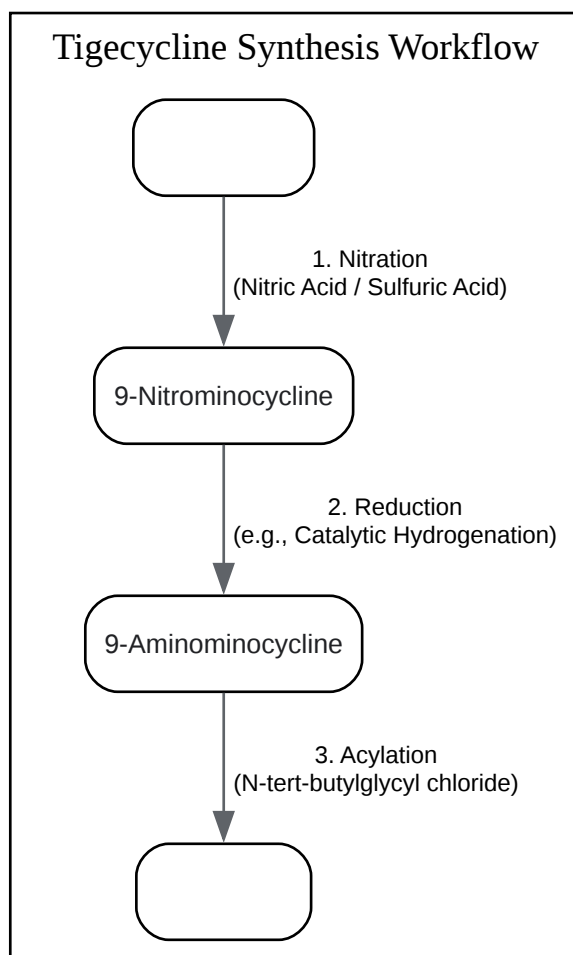 Tigecycline Synthesis Workflow
1. Nitration
(Nitric Acid / Sulfuric Acid)
9-Nitrominocycline
2. Reduction
(e.g., Catalytic Hydrogenation)
9-Aminominocycline
3. Acylation
(N-tert-butylglycyl chloride)